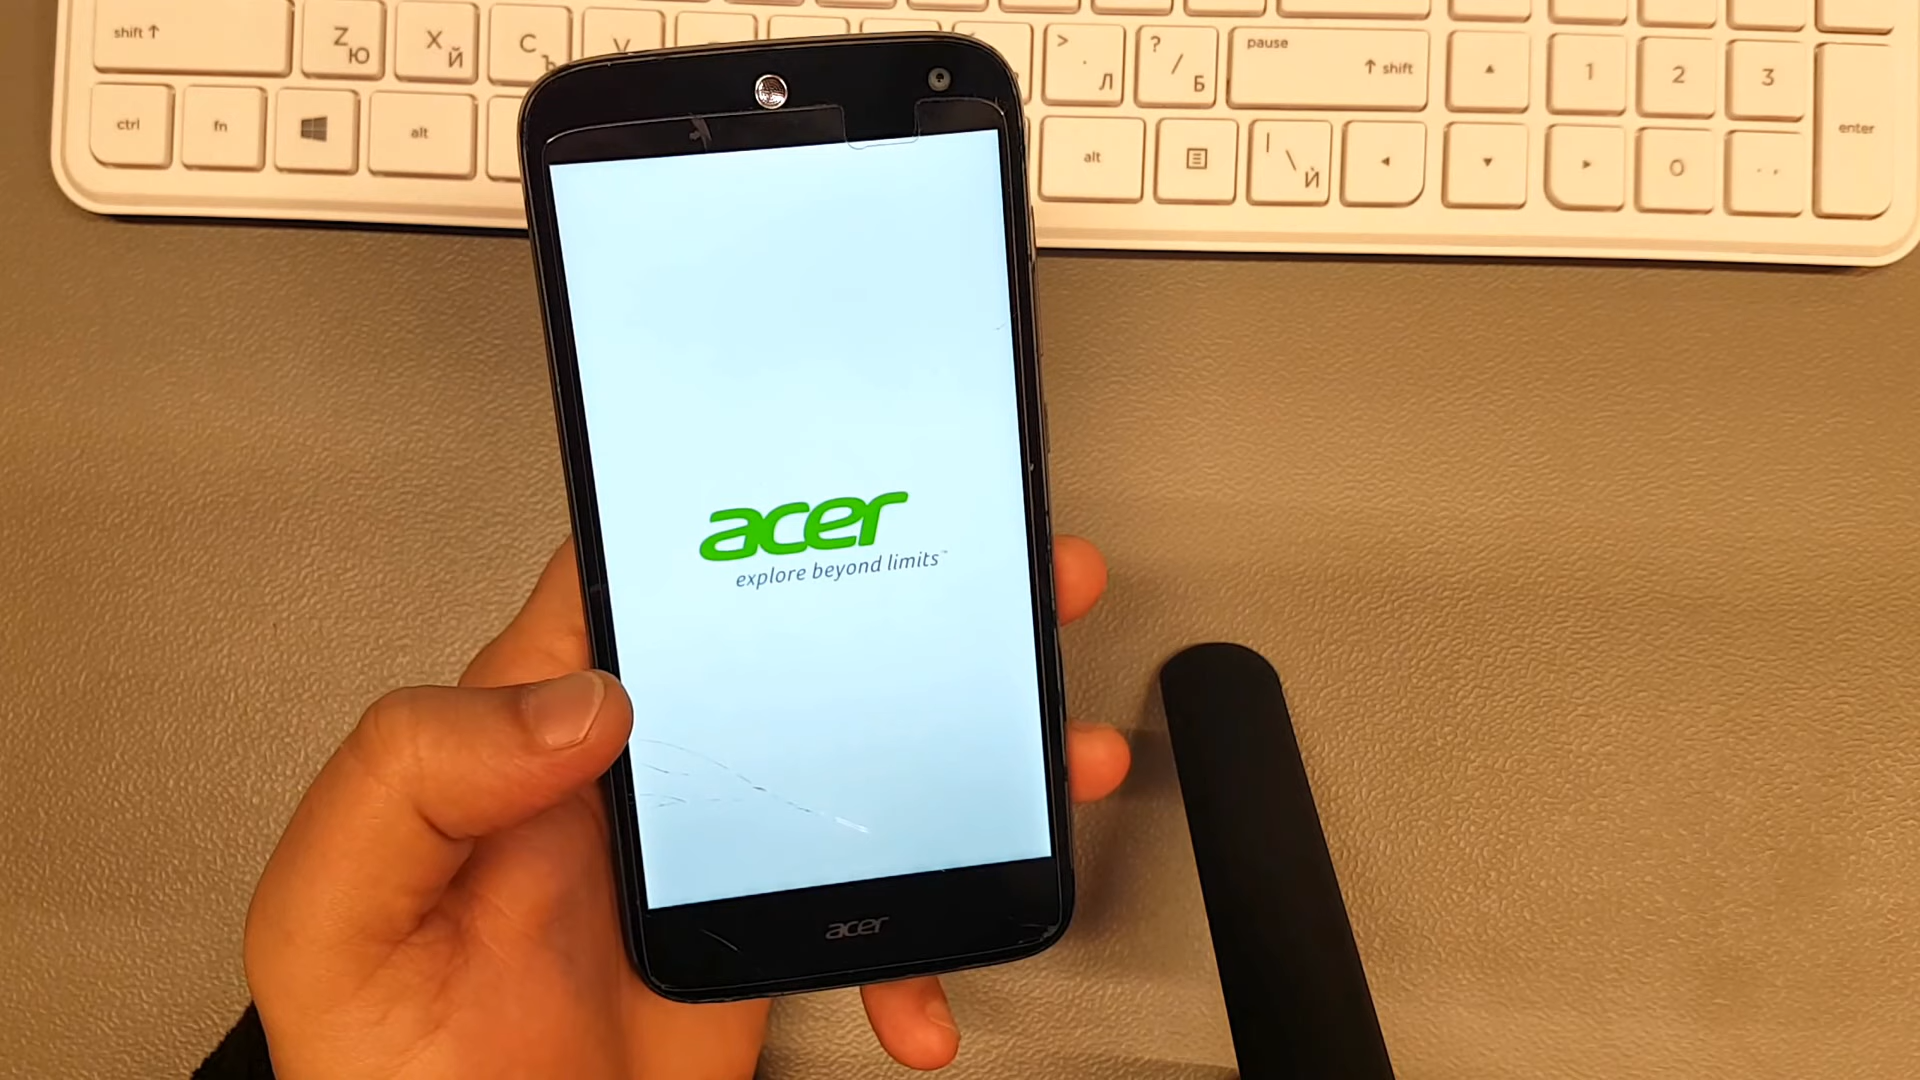 shift ↑ Z Ю X Й C Ъ V > . Л ? / Б pause ↑ shift ▲ 1 2 3
ctrl fn alt alt | \ Й ◄ ▼ ► 0 . , enter
acer
explore beyond limits™
acer